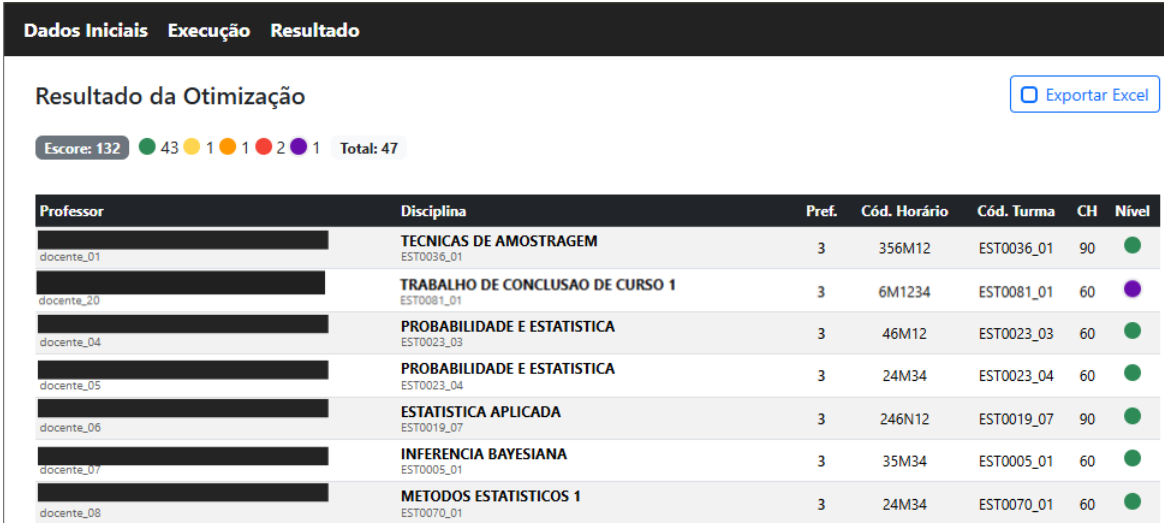 Dados Iniciais Execução Resultado
Resultado da Otimização
Exportar Excel
Escore: 132 43 1 1 2 1 Total: 47
Professor Disciplina Pref. Cód. Horário Cód. Turma CH Nível
TECNICAS DE AMOSTRAGEM
docente_01 EST0036_01 3 356M12 EST0036_01 90
TRABALHO DE CONCLUSAO DE CURSO 1
docente_20 EST0081_01 3 6M1234 EST0081_01 60
PROBABILIDADE E ESTATISTICA
docente_04 EST0023_03 3 46M12 EST0023_03 60
PROBABILIDADE E ESTATISTICA
docente_05 EST0023_04 3 24M34 EST0023_04 60
ESTATISTICA APLICADA
docente_06 EST0019_07 3 246N12 EST0019_07 90
INFERENCIA BAYESIANA
docente_07 EST0005_01 3 35M34 EST0005_01 60
METODOS ESTATISTICOS 1
docente_08 EST0070_01 3 24M34 EST0070_01 60